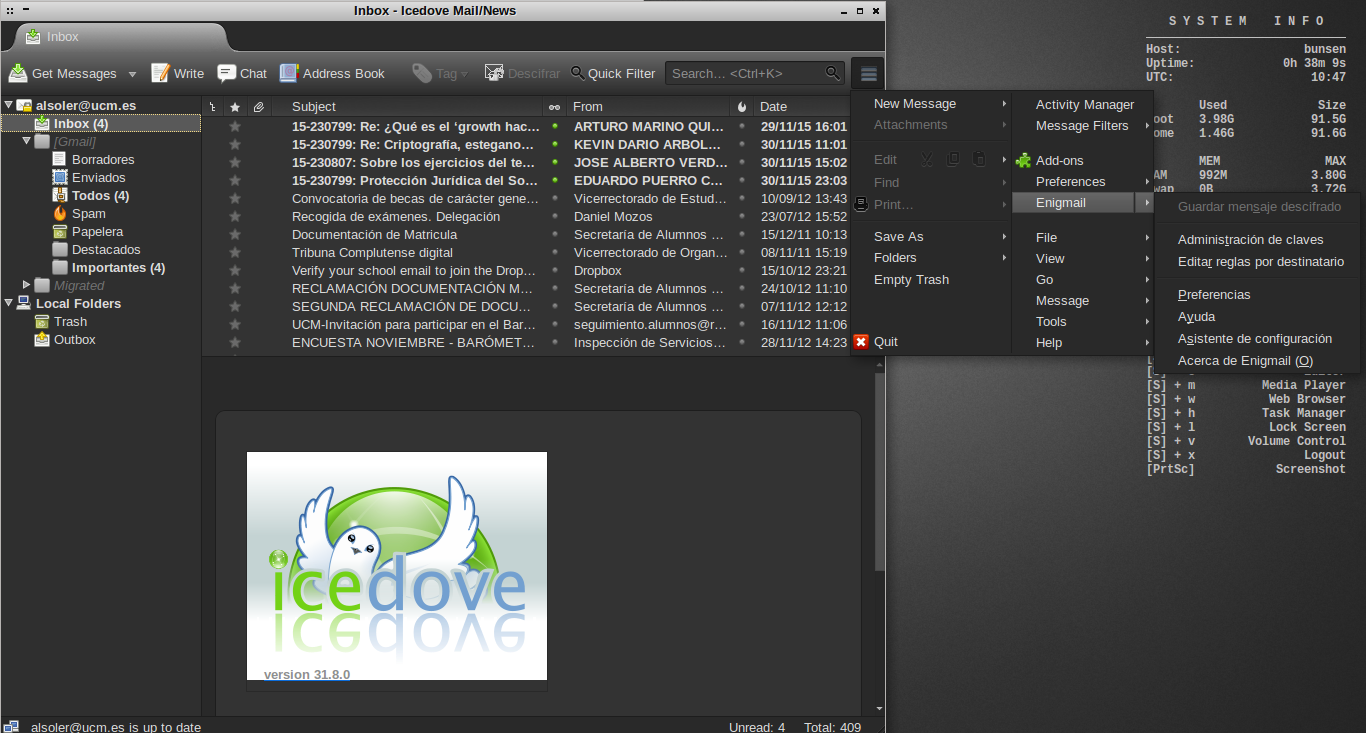 Inbox - Icedove Mail/News
Inbox
Get Messages Write Chat Address Book Tag Descifrar Quick Filter Search… <Ctrl+K>
alsoler@ucm.es
Inbox (4)
[Gmail]
Borradores
Enviados
Todos (4)
Spam
Papelera
Destacados
Importantes (4)
Migrated
Local Folders
Trash
Outbox
Subject From Date
15-230799: Re: ¿Qué es el ‘growth hac… ARTURO MARINO QUI… 29/11/15 16:01
15-230799: Re: Criptografía, estegano… KEVIN DARIO ARBOL… 30/11/15 11:01
15-230807: Sobre los ejercicios del te… JOSE ALBERTO VERD… 30/11/15 15:02
15-230799: Protección Jurídica del So… EDUARDO PUERRO C… 30/11/15 23:03
Convocatoria de becas de carácter gene… Vicerrectorado de Estud… 10/09/12 13:43
Recogida de exámenes. Delegación Daniel Mozos 23/07/12 15:52
Documentación de Matricula Secretaría de Alumnos … 15/12/11 10:13
Tribuna Complutense digital Vicerrectorado de Organ… 08/11/11 15:19
Verify your school email to join the Drop… Dropbox 15/10/12 23:21
RECLAMACIÓN DOCUMENTACIÓN M… Secretaría de Alumnos … 24/10/12 11:10
SEGUNDA RECLAMACIÓN DE DOCU… Secretaría de Alumnos … 07/11/12 12:12
UCM-Invitación para participar en el Bar… seguimiento.alumnos@r… 16/11/12 11:06
ENCUESTA NOVIEMBRE - BARÓMET… Inspección de Servicios… 28/11/12 14:23
New Message
Attachments
Edit
Find
Print…
Save As
Folders
Empty Trash
Quit
Activity Manager
Message Filters
Add-ons
Preferences
Enigmail
File
View
Go
Message
Tools
Help
Guardar mensaje descifrado
Administración de claves
Editar reglas por destinatario
Preferencias
Ayuda
Asistente de configuración
Acerca de Enigmail (O)
SYSTEM INFO
Host: bunsen
Uptime: 0h 38m 9s
UTC: 10:47
Used Size
oot 3.98G 91.5G
ome 1.46G 91.6G
MEM MAX
AM 992M 3.80G
wap 0B 3.72G
[S] + m Media Player
[S] + w Web Browser
[S] + h Task Manager
[S] + l Lock Screen
[S] + v Volume Control
[S] + x Logout
[PrtSc] Screenshot
icedove
version 31.8.0
alsoler@ucm.es is up to date Unread: 4 Total: 409